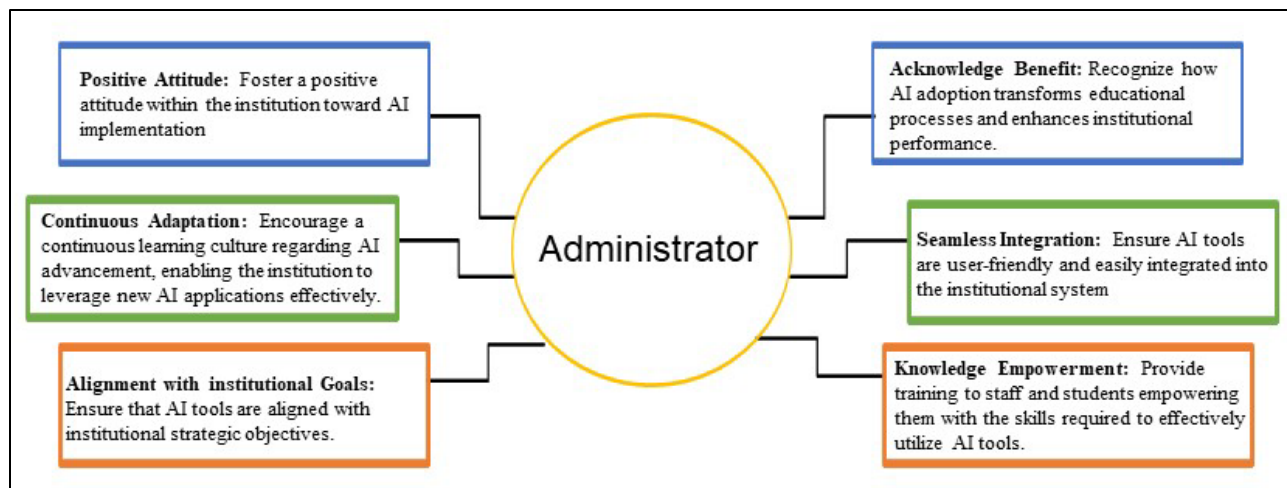 Positive Attitude: Foster a positive
attitude within the institution toward AI
implementation
Acknowledge Benefit: Recognize how
AI adoption transforms educational
processes and enhances institutional
performance.
Continuous Adaptation: Encourage a
continuous learning culture regarding AI
advancement, enabling the institution to
leverage new AI applications effectively.
Administrator
Seamless Integration: Ensure AI tools
are user-friendly and easily integrated into
the institutional system
Alignment with institutional Goals:
Ensure that AI tools are aligned with
institutional strategic objectives.
Knowledge Empowerment: Provide
training to staff and students empowering
them with the skills required to effectively
utilize AI tools.